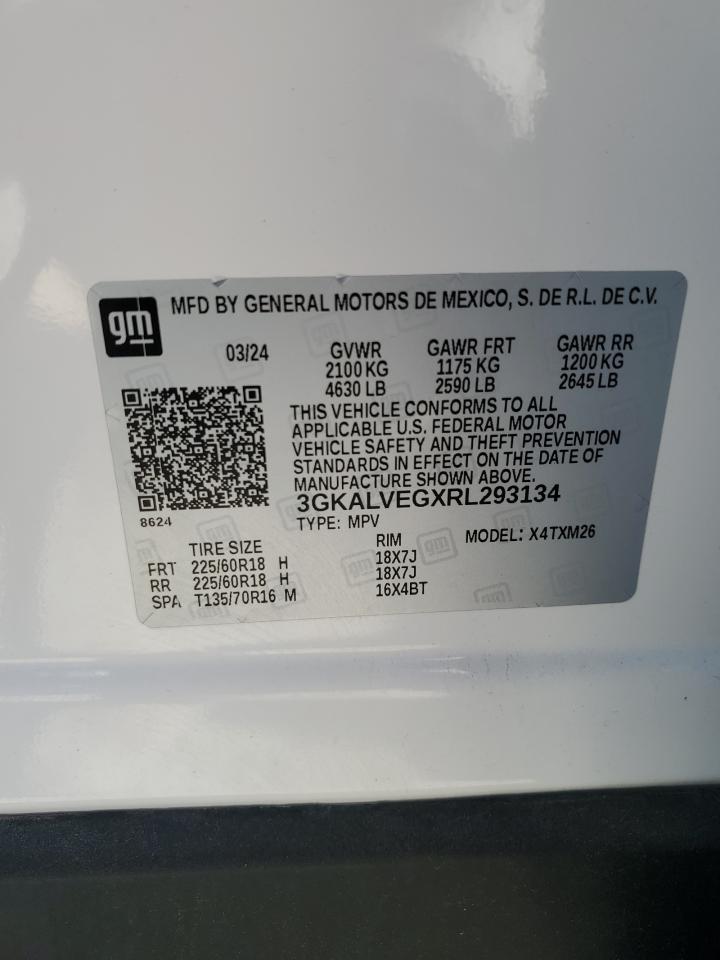 gm
MFD BY GENERAL MOTORS DE MEXICO, S. DE R.L. DE C.V.
03/24 GVWR GAWR FRT GAWR RR
2100 KG 1175 KG 1200 KG
4630 LB 2590 LB 2645 LB
THIS VEHICLE CONFORMS TO ALL
APPLICABLE U.S. FEDERAL MOTOR
VEHICLE SAFETY AND THEFT PREVENTION
STANDARDS IN EFFECT ON THE DATE OF
MANUFACTURE SHOWN ABOVE.
3GKALVEGXRL293134
8624
TYPE: MPV MODEL: X4TXM26
TIRE SIZE RIM
FRT 225/60R18 H 18X7J
RR 225/60R18 H 18X7J
SPA T135/70R16 M 16X4BT